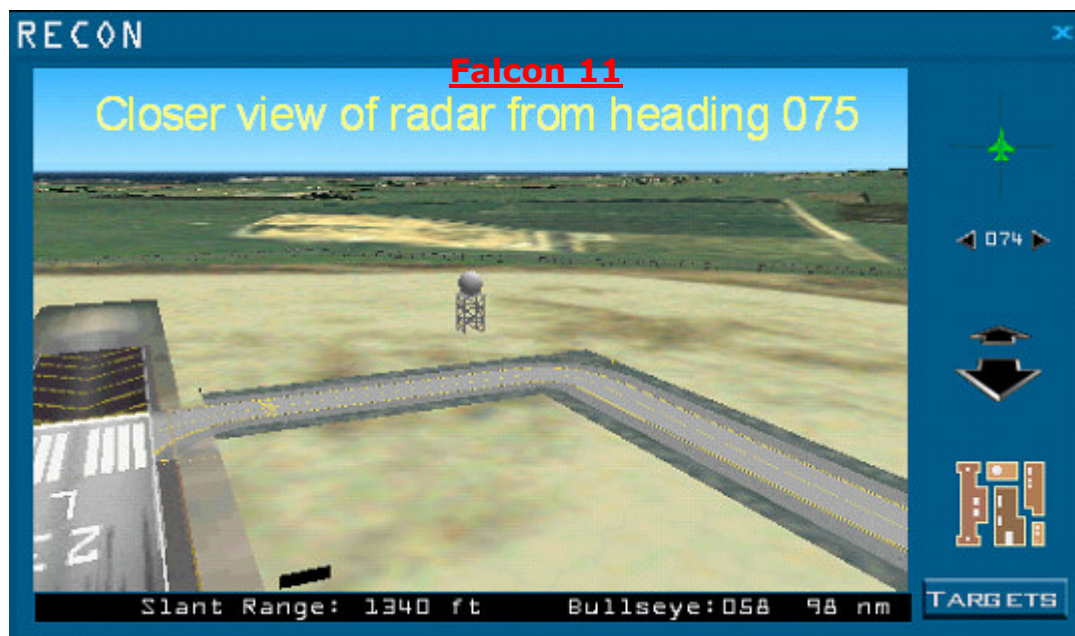 RECON
Falcon 11
Closer view of radar from heading 075
074
Slant Range: 1340 ft Bullseye:058 98 nm
TARGETS